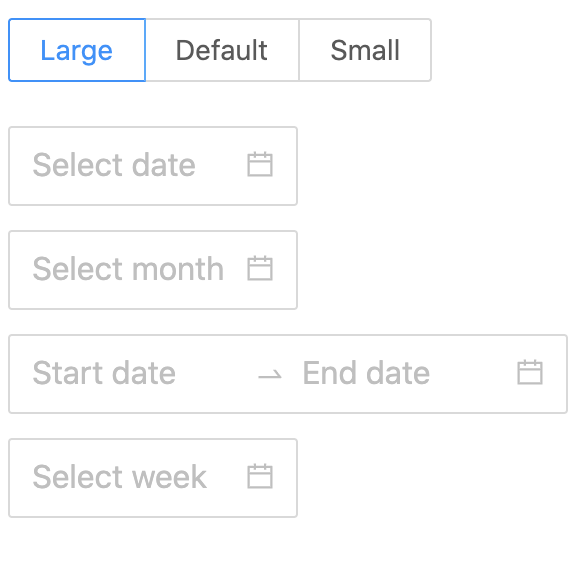 Large Default Small
Select date
Select month
Start date End date
Select week